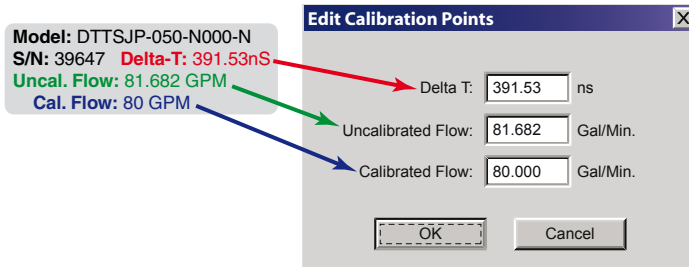 Model: DTTSJP-050-N000-N
S/N: 39647 Delta-T: 391.53nS
Uncal. Flow: 81.682 GPM
Cal. Flow: 80 GPM
Edit Calibration Points
X
Delta T: 391.53 ns
Uncalibrated Flow: 81.682 Gal/Min.
Calibrated Flow: 80.000 Gal/Min.
OK Cancel